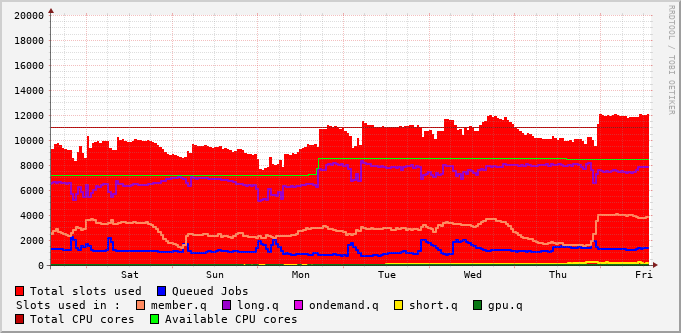 20000
18000
16000
14000
12000
10000
8000
6000
4000
2000
0
Sat Sun Mon Tue Wed Thu Fri
Total slots used Queued Jobs
Slots used in : member.q long.q ondemand.q short.q gpu.q
Total CPU cores Available CPU cores
RRDTOOL / TOBI OETIKER